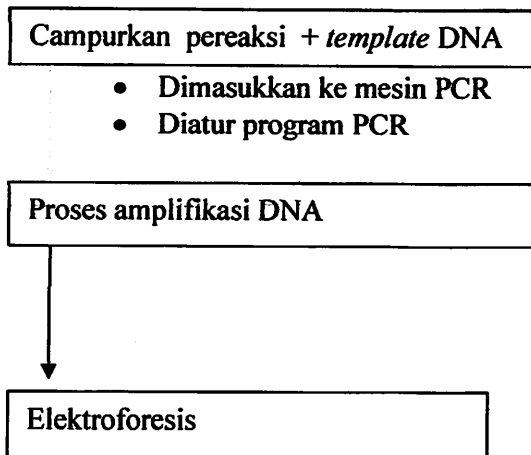 Campurkan pereaksi + template DNA
• Dimasukkan ke mesin PCR
• Diatur program PCR
Proses amplifikasi DNA
Elektroforesis